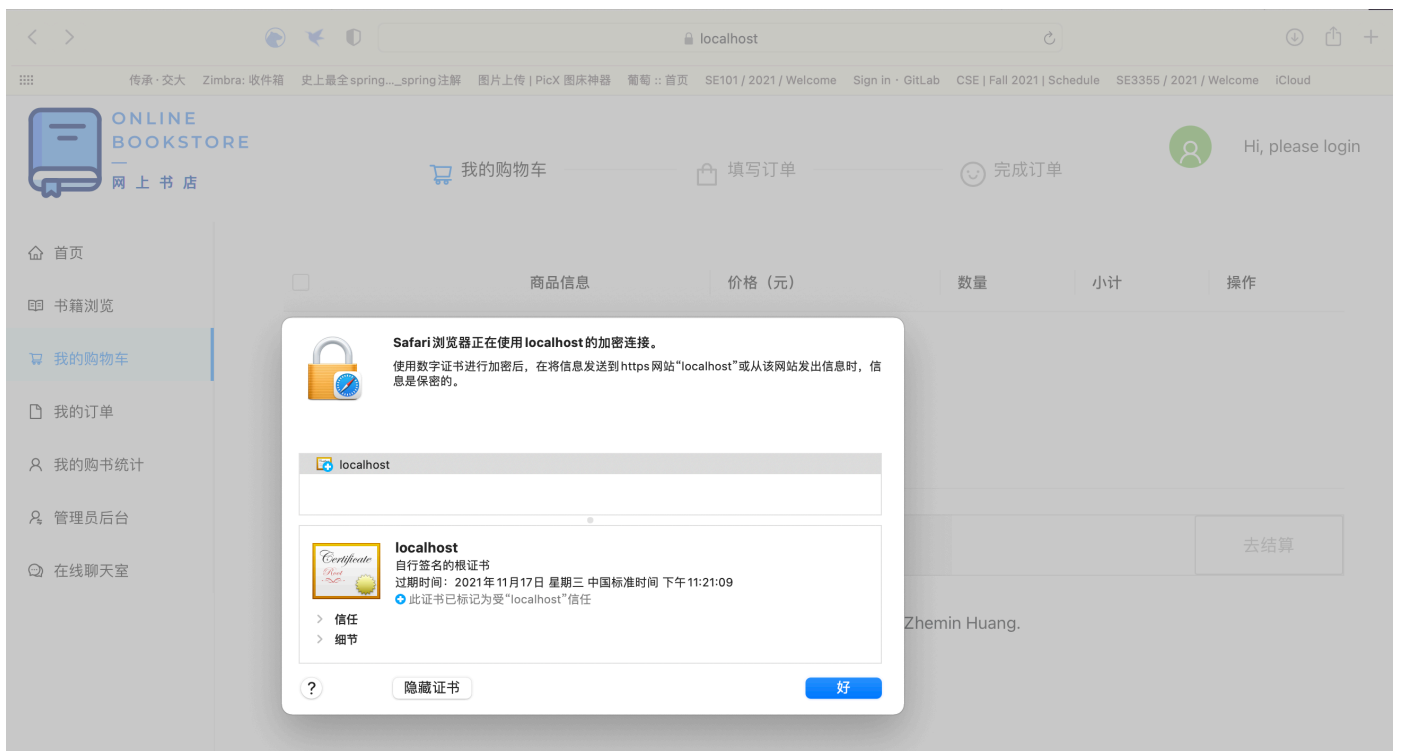 localhost
传承·交大 Zimbra: 收件箱 史上最全spring..._spring注解 图片上传 | PicX 图床神器 葡萄 :: 首页 SE101 / 2021 / Welcome Sign in · GitLab CSE | Fall 2021 | Schedule SE3355 / 2021 / Welcome iCloud
ONLINE
BOOKSTORE
网上书店
我的购物车 填写订单 完成订单
Hi, please login
首页
书籍浏览
我的购物车
我的订单
我的购书统计
管理员后台
在线聊天室
商品信息 价格（元） 数量 小计 操作
Safari浏览器正在使用localhost的加密连接。
使用数字证书进行加密后，在将信息发送到https网站“localhost”或从该网站发出信息时，信
息是保密的。
localhost
Certificate
Root
localhost
自行签名的根证书
过期时间：2021年11月17日 星期三 中国标准时间 下午11:21:09
此证书已标记为受“localhost”信任
信任
细节
?
隐藏证书
好
去结算
Zhemin Huang.